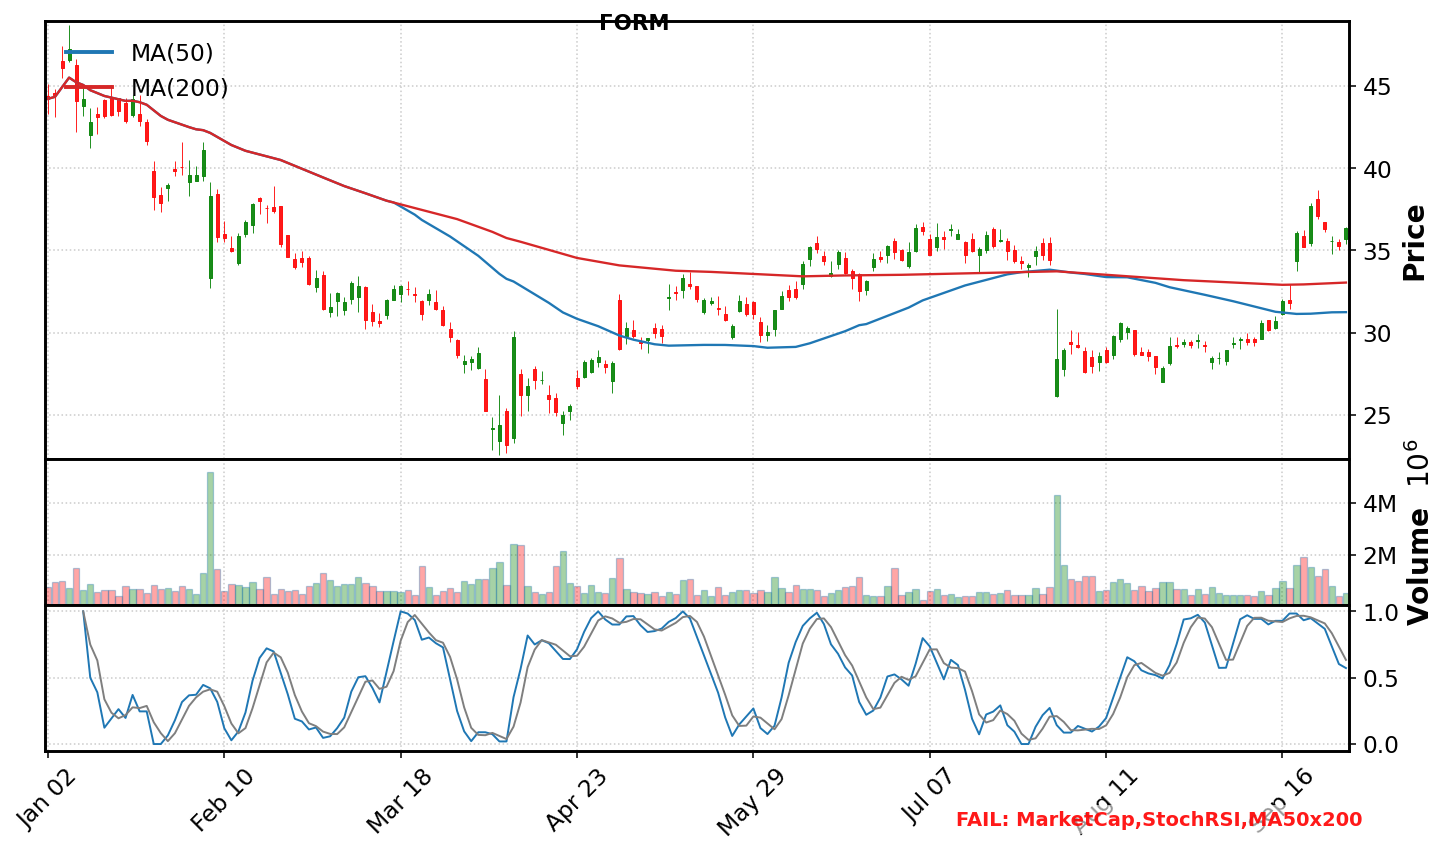 FORM
MA(50)
MA(200)
45
40
35
30
25
Price
4M
2M
Volume 10^6
1.0
0.5
0.0
Jan 02
Feb 10
Mar 18
Apr 23
May 29
Jul 07
Aug 11
Sep 16
FAIL: MarketCap,StochRSI,MA50x200